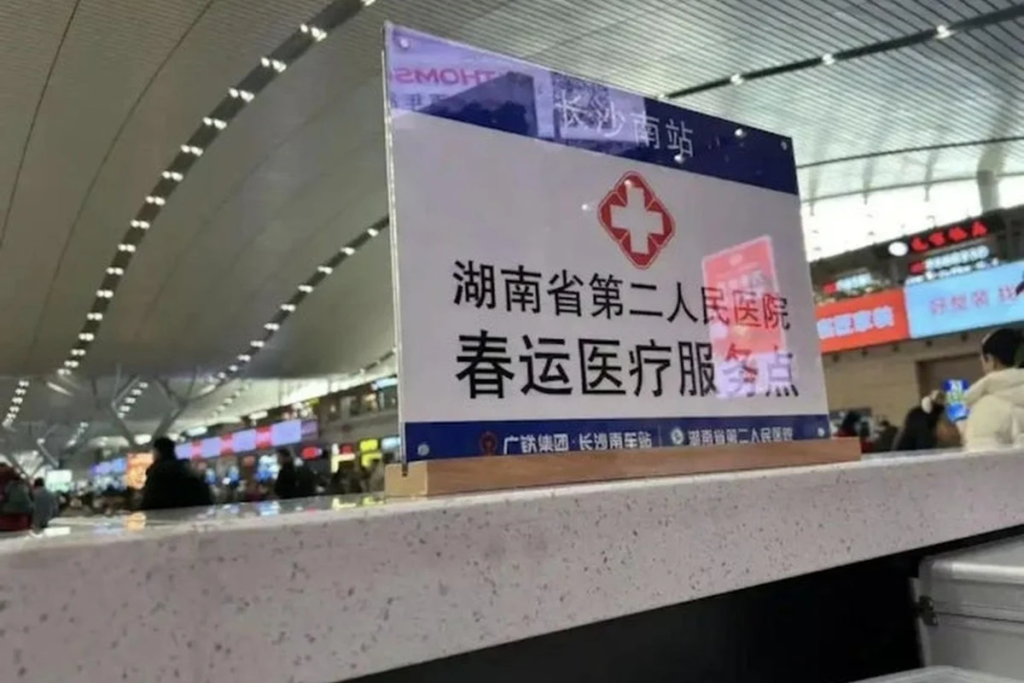 长沙南站
湖南省第二人民医院
春运医疗服务点
广铁集团·长沙南车站 湖南省第二人民医院